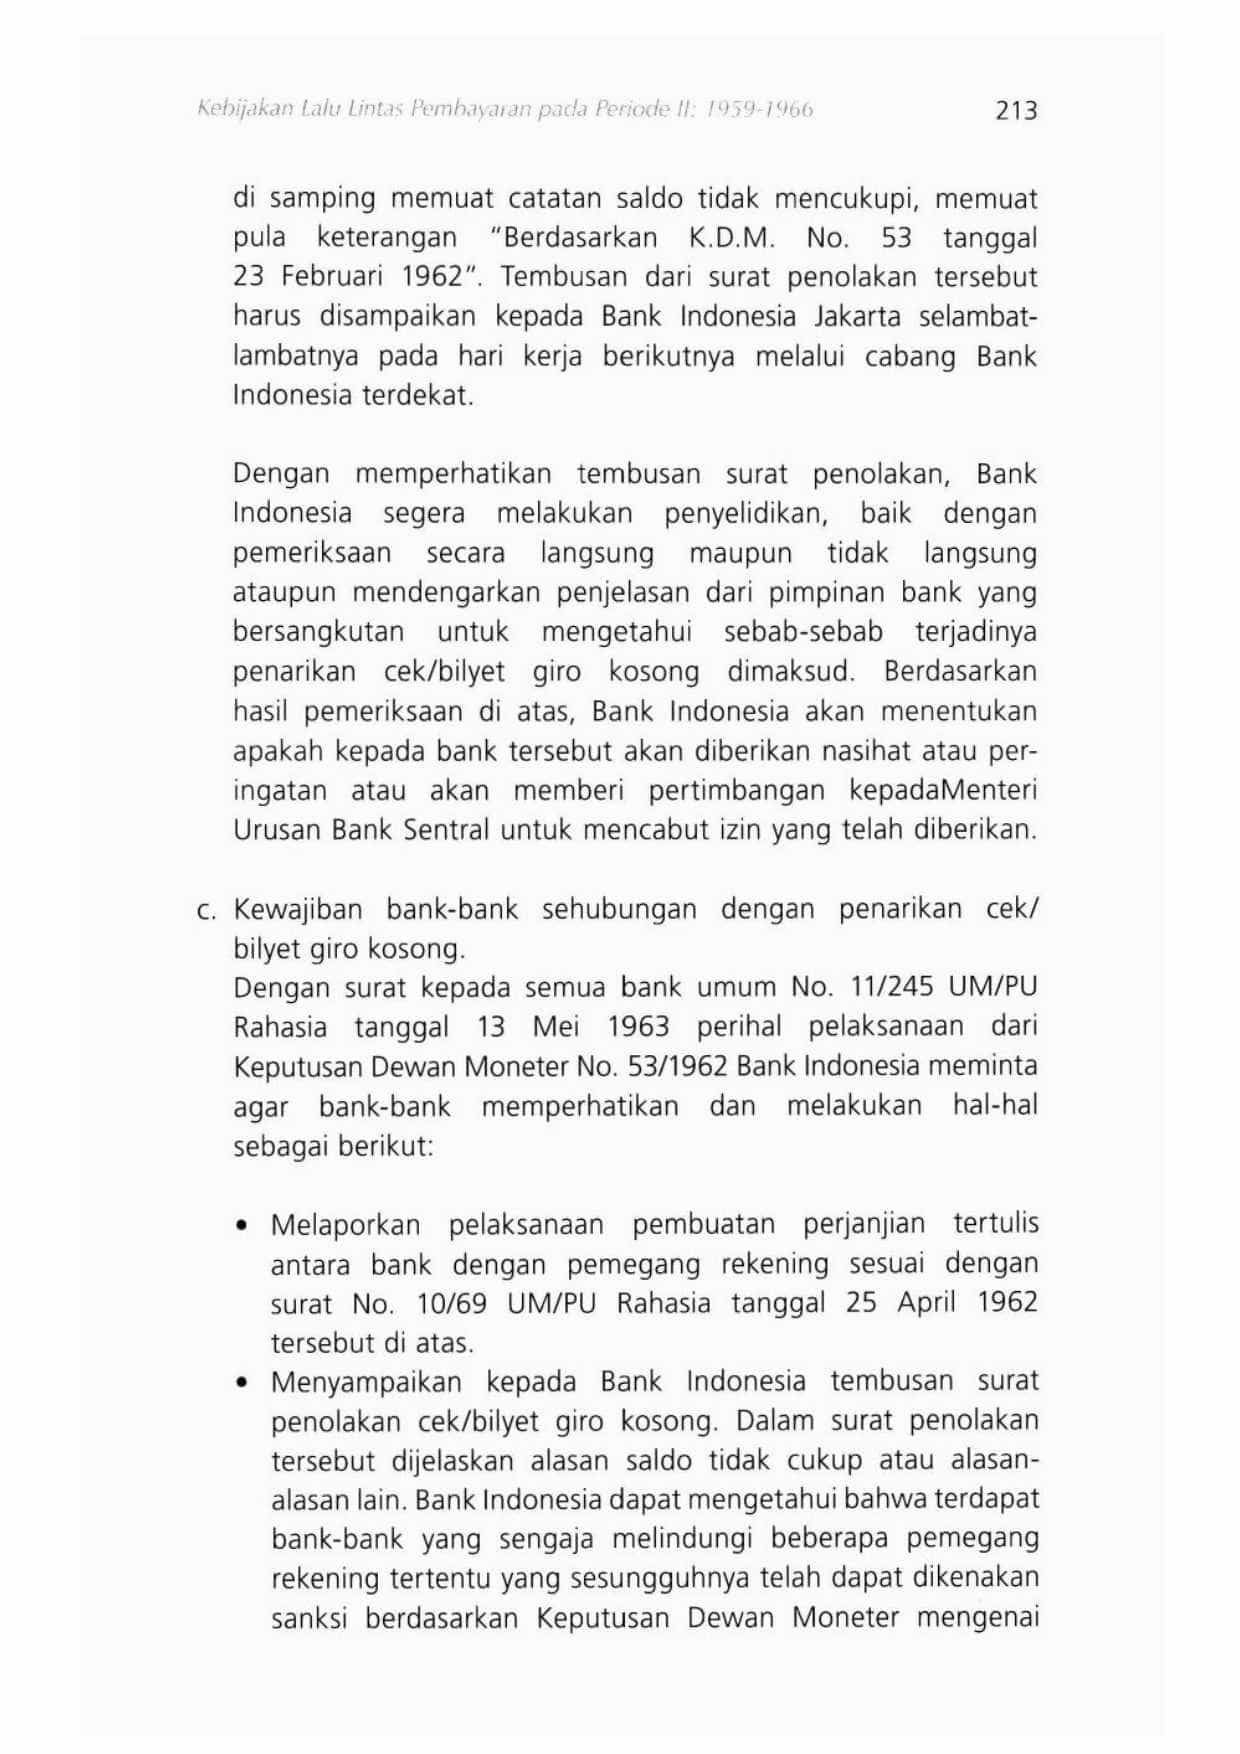 Kebijakan Lalu Lintas Pembayaran pada Periode II: 1959-1966 213
di samping memuat catatan saldo tidak mencukupi, memuat
pula keterangan “Berdasarkan K.D.M. No. 53 tanggal
23 Februari 1962”. Tembusan dari surat penolakan tersebut
harus disampaikan kepada Bank Indonesia Jakarta selambat-
lambatnya pada hari kerja berikutnya melalui cabang Bank
Indonesia terdekat.
Dengan memperhatikan tembusan surat penolakan, Bank
Indonesia segera melakukan penyelidikan, baik dengan
pemeriksaan secara langsung maupun tidak langsung
ataupun mendengarkan penjelasan dari pimpinan bank yang
bersangkutan untuk mengetahui sebab-sebab terjadinya
penarikan cek/bilyet giro kosong dimaksud. Berdasarkan
hasil pemeriksaan di atas, Bank Indonesia akan menentukan
apakah kepada bank tersebut akan diberikan nasihat atau per-
ingatan atau akan memberi pertimbangan kepadaMenteri
Urusan Bank Sentral untuk mencabut izin yang telah diberikan.
c. Kewajiban bank-bank sehubungan dengan penarikan cek/
bilyet giro kosong.
Dengan surat kepada semua bank umum No. 11/245 UM/PU
Rahasia tanggal 13 Mei 1963 perihal pelaksanaan dari
Keputusan Dewan Moneter No. 53/1962 Bank Indonesia meminta
agar bank-bank memperhatikan dan melakukan hal-hal
sebagai berikut:
• Melaporkan pelaksanaan pembuatan perjanjian tertulis
antara bank dengan pemegang rekening sesuai dengan
surat No. 10/69 UM/PU Rahasia tanggal 25 April 1962
tersebut di atas.
• Menyampaikan kepada Bank Indonesia tembusan surat
penolakan cek/bilyet giro kosong. Dalam surat penolakan
tersebut dijelaskan alasan saldo tidak cukup atau alasan-
alasan lain. Bank Indonesia dapat mengetahui bahwa terdapat
bank-bank yang sengaja melindungi beberapa pemegang
rekening tertentu yang sesungguhnya telah dapat dikenakan
sanksi berdasarkan Keputusan Dewan Moneter mengenai